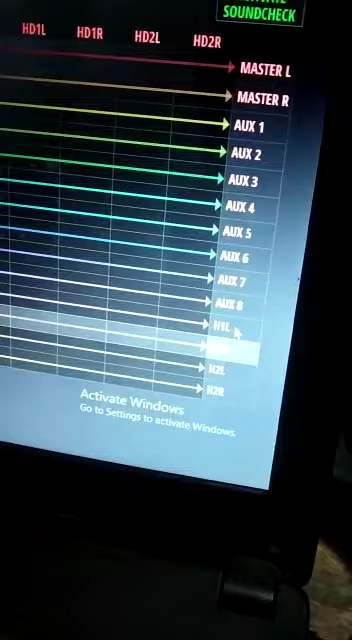 SOUNDCHECK
HD1L HD1R HD2L HD2R
MASTER L
MASTER R
AUX 1
AUX 2
AUX 3
AUX 4
AUX 5
AUX 6
AUX 7
AUX 8
H1L
H2L
H2R
Activate Windows
Go to Settings to activate Windows.